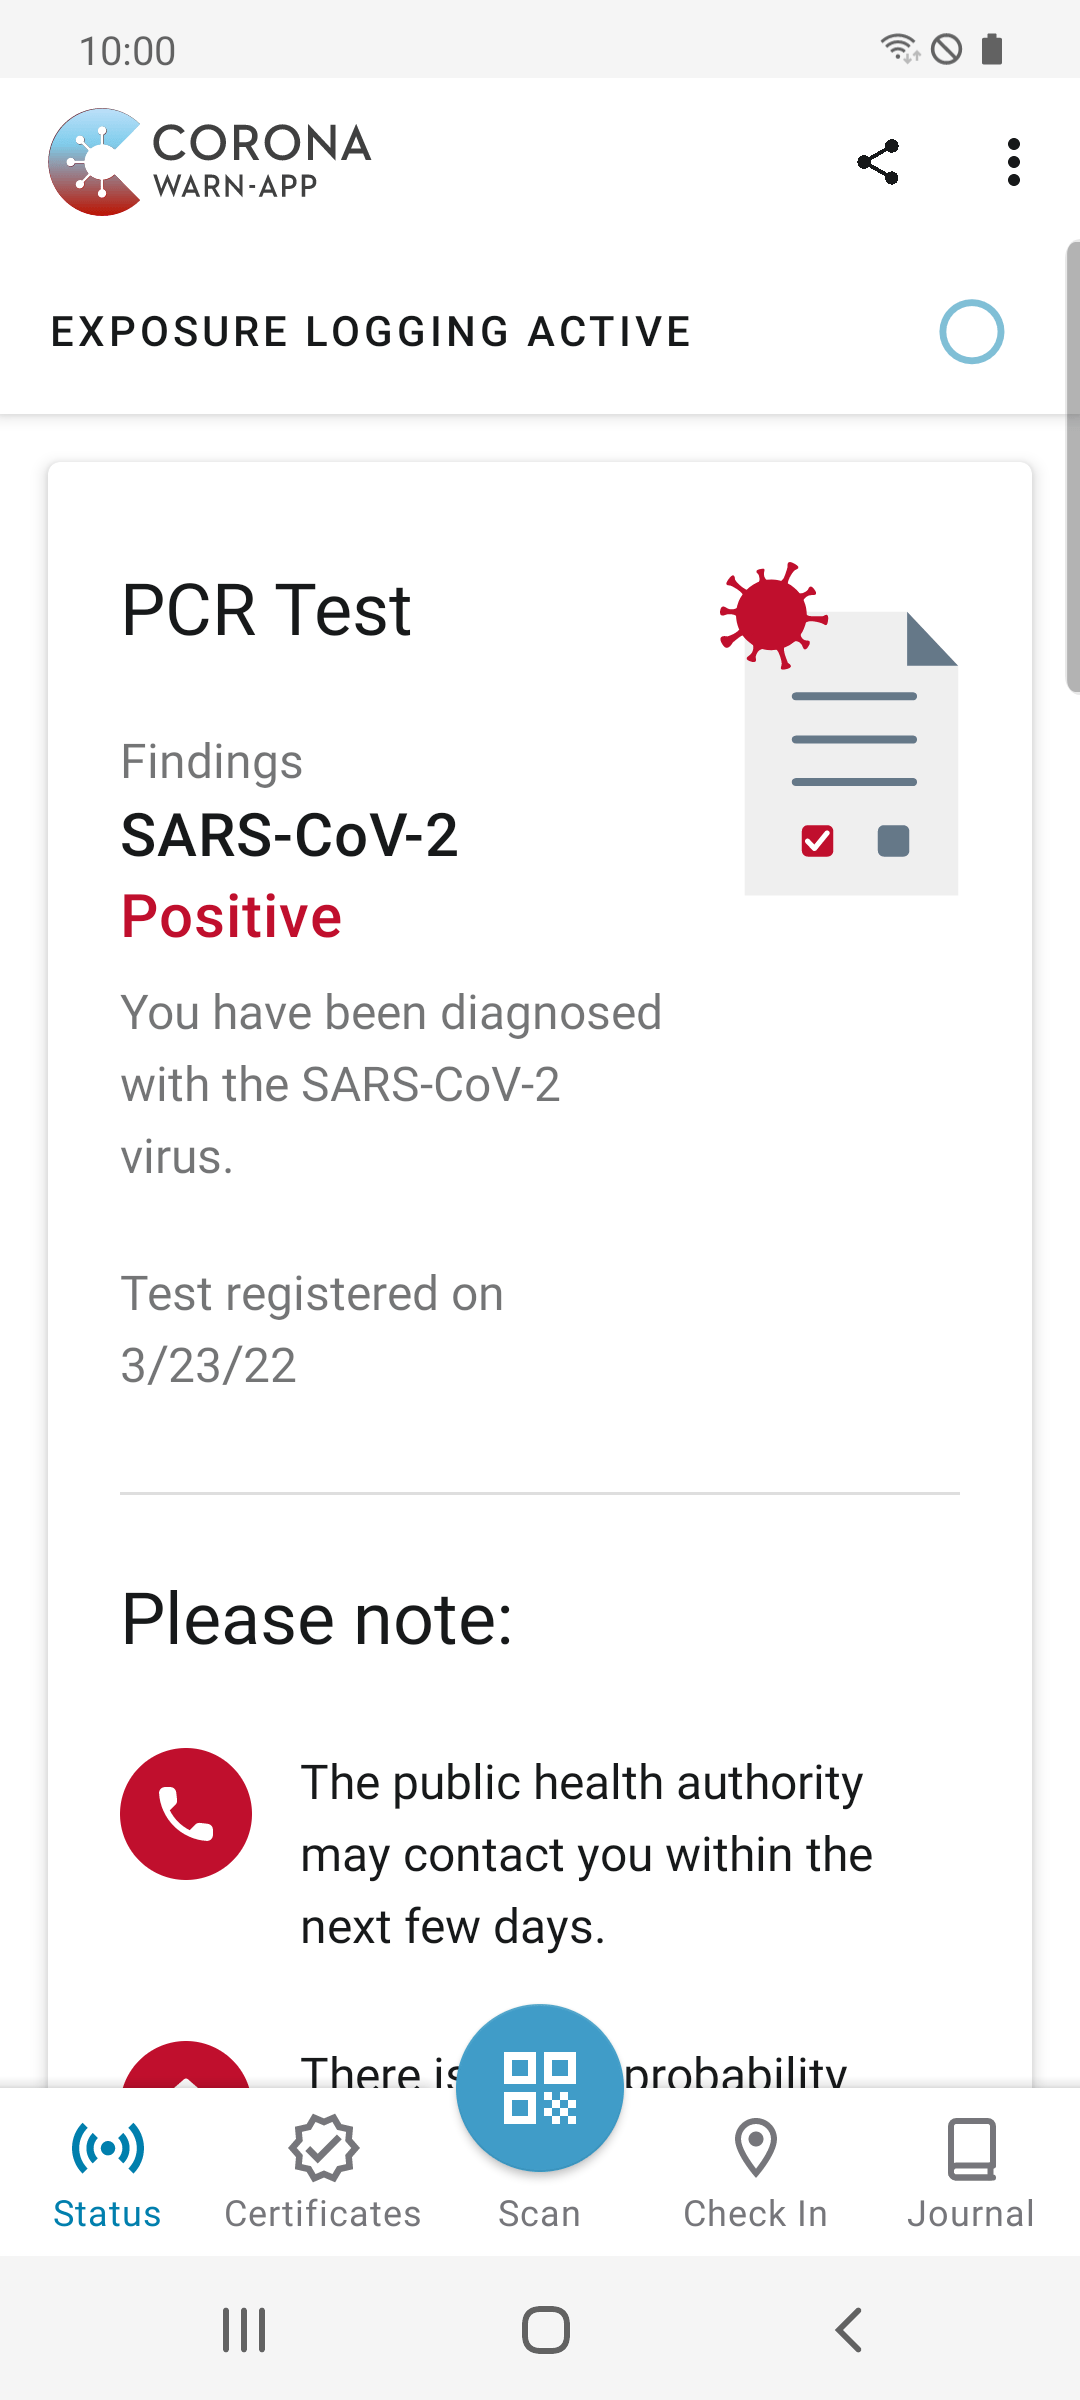 10:00
CORONA
WARN-APP
EXPOSURE LOGGING ACTIVE
PCR Test
Findings
SARS-CoV-2
Positive
You have been diagnosed
with the SARS-CoV-2
virus.
Test registered on
3/23/22
Please note:
The public health authority
may contact you within the
next few days.
There is probability
Status
Certificates
Scan
Check In
Journal